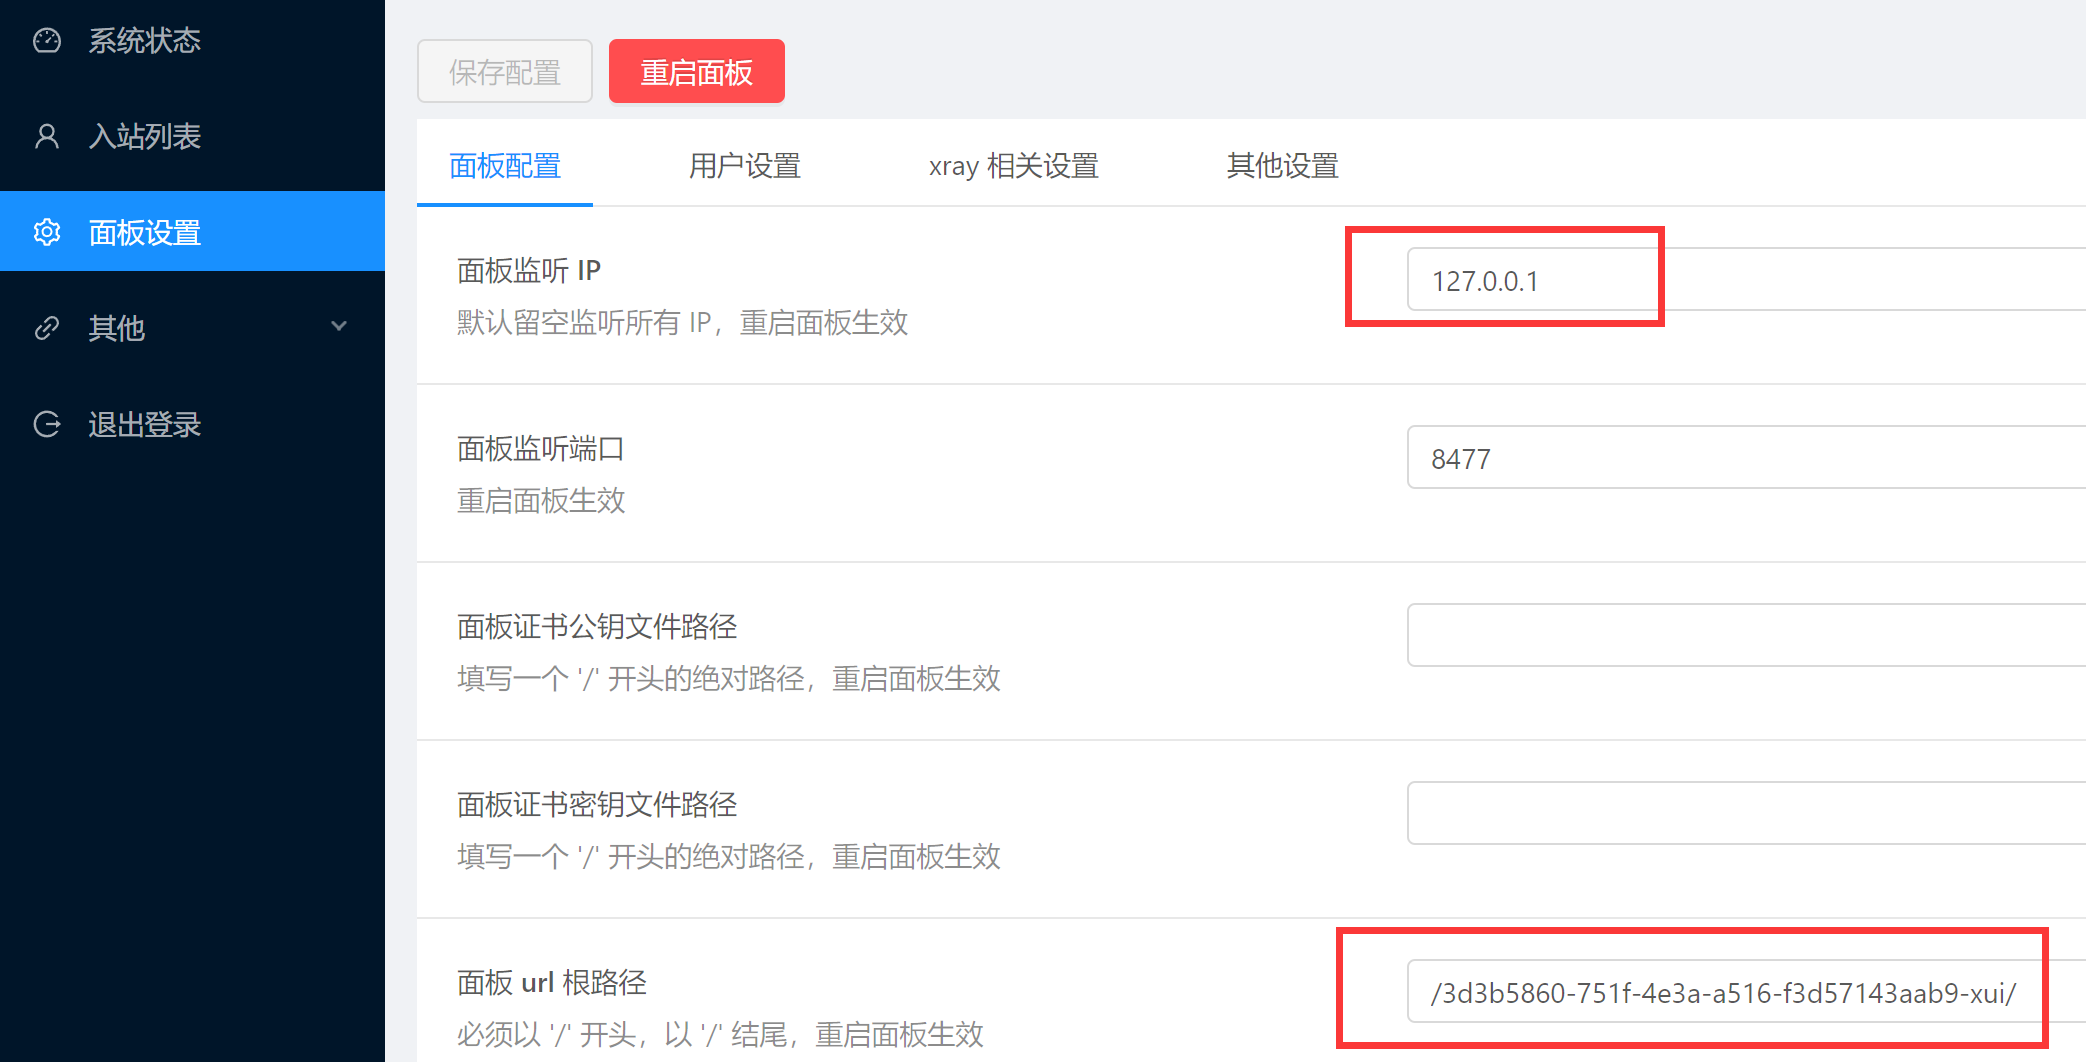 系统状态
入站列表
面板设置
其他
退出登录
保存配置
重启面板
面板配置
用户设置
xray 相关设置
其他设置
面板监听 IP
默认留空监听所有 IP，重启面板生效
127.0.0.1
面板监听端口
重启面板生效
8477
面板证书公钥文件路径
填写一个 '/' 开头的绝对路径，重启面板生效
面板证书密钥文件路径
填写一个 '/' 开头的绝对路径，重启面板生效
面板 url 根路径
必须以 '/' 开头，以 '/' 结尾，重启面板生效
/3d3b5860-751f-4e3a-a516-f3d57143aab9-xui/